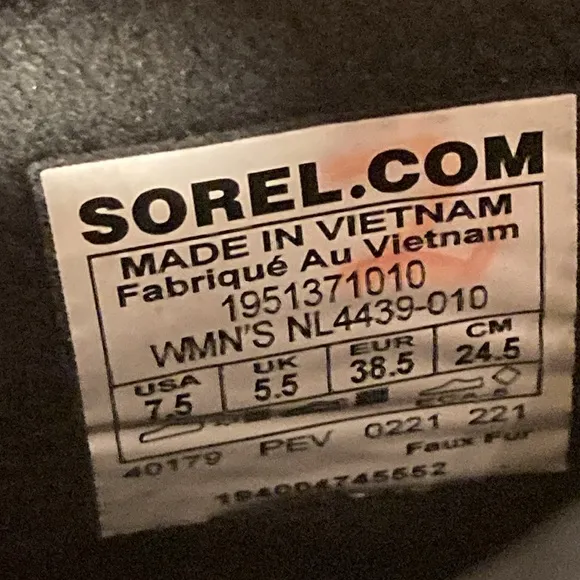 SOREL.COM
MADE IN VIETNAM
Fabriqué Au Vietnam
1951371010
WMN'S NL4439-010
USA UK EUR CM
7.5 5.5 38.5 24.5
40179 PEV 0221 221
Faux Fur
194004745552